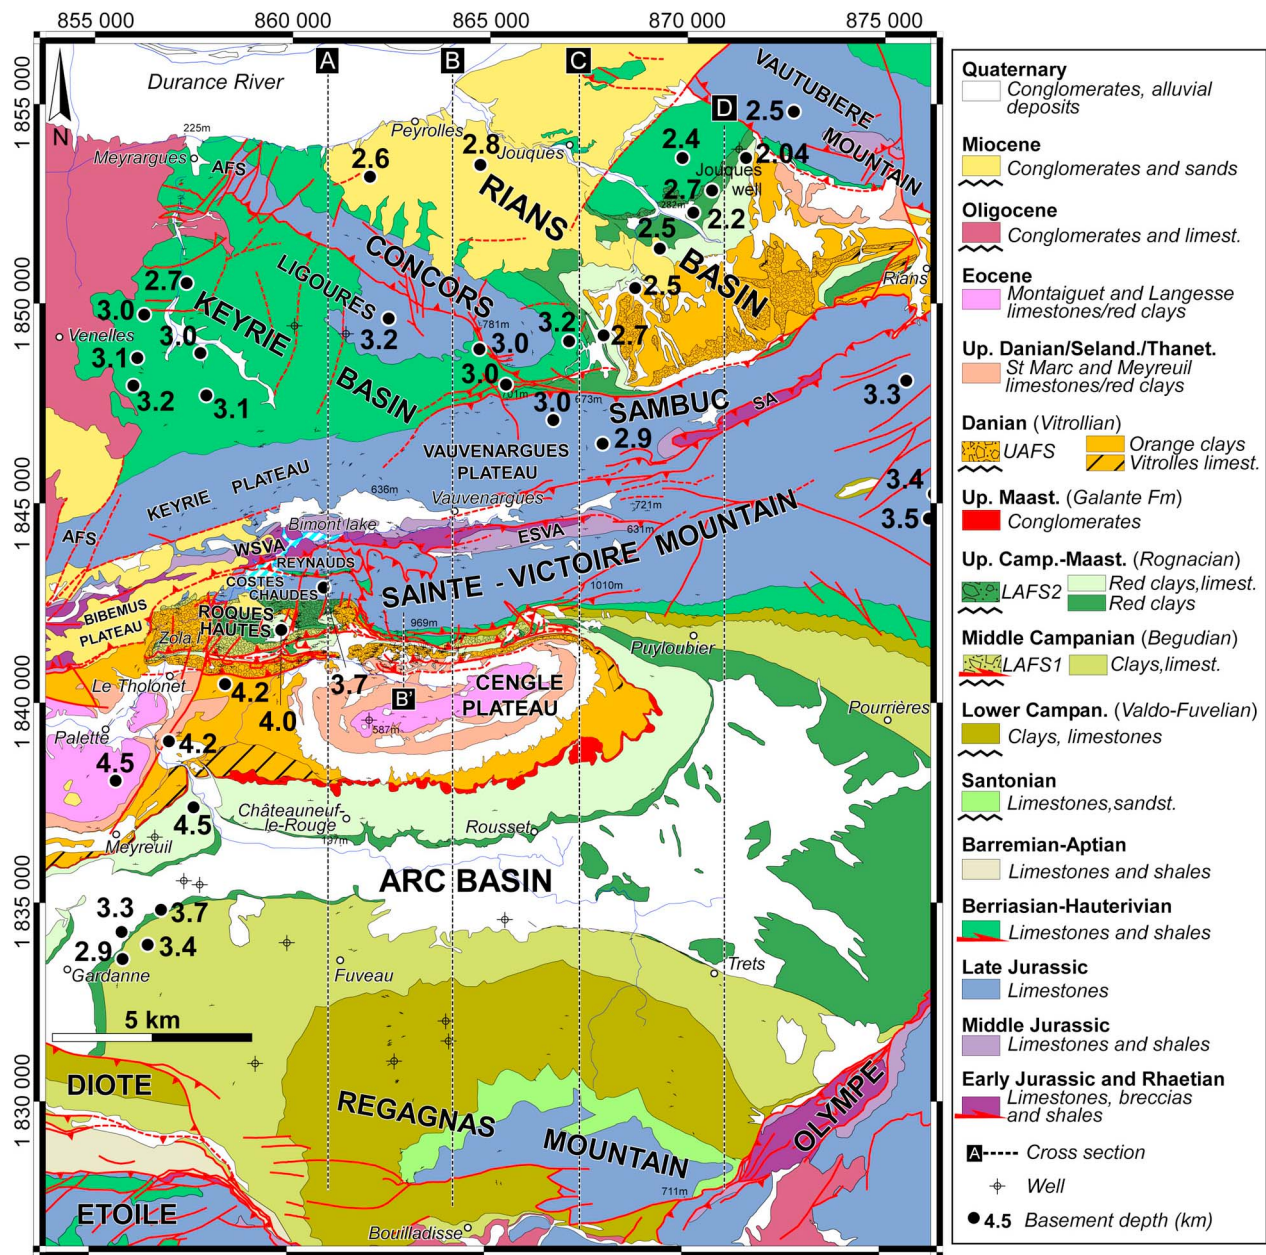 855 000
860 000
865 000
870 000
875 000
1 855 000
1 850 000
1 845 000
1 840 000
1 835 000
1 830 000
A
B
C
D
N
Durance River
VAUTUBIERE
MOUNTAIN
2.5
225m
Meyrargues
AFS
Peyrolles
2.6
2.8
Jouques
2.4
2.04
Jouques
well
2.7
282m
2.2
RIANS
BASIN
2.5
2.5
Rians
CONCORS
LIGOURES
2.7
3.0
KEYRIE
BASIN
Venelles
3.0
3.1
3.2
3.1
3.2
781m
3.0
3.2
2.7
3.0
701m
673m
3.0
SAMBUC
SA
3.3
2.9
VAUVENARGUES
PLATEAU
KEYRIE PLATEAU
636m
Vauvenargues
721m
3.4
3.5
631m
AFS
Bimont lake
WSVA
ESVA
REYNAUDS
COSTES
CHAUDES
SAINTE - VICTOIRE MOUNTAIN
1010m
BIBEMUS
PLATEAU
ROQUES
HAUTES
Zola l
969m
Puyloubier
Le Tholonet
4.2
3.7
4.0
B'
CENGLE
PLATEAU
587m
Pourrières
Palette
4.2
4.5
4.5
Châteauneuf-
le-Rouge
Rousset
Meyreuil
197m
ARC BASIN
3.3
3.7
2.9
3.4
Gardanne
Fuveau
Trets
5 km
DIOTE
REGAGNAS
MOUNTAIN
OLYMPE
711m
ETOILE
Bouilladisse
Quaternary
Conglomerates, alluvial
deposits
Miocene
Conglomerates and sands
Oligocene
Conglomerates and limest.
Eocene
Montaiguet and Langesse
limestones/red clays
Up. Danian/Seland./Thanet.
St Marc and Meyreuil
limestones/red clays
Danian (Vitrollian)
UAFS
Orange clays
Vitrolles limest.
Up. Maast. (Galante Fm)
Conglomerates
Up. Camp.-Maast. (Rognacian)
LAFS2
Red clays,limest.
Red clays
Middle Campanian (Begudian)
LAFS1
Clays,limest.
Lower Campan. (Valdo-Fuvelian)
Clays, limestones
Santonian
Limestones,sandst.
Barremian-Aptian
Limestones and shales
Berriasian-Hauterivian
Limestones and shales
Late Jurassic
Limestones
Middle Jurassic
Limestones and shales
Early Jurassic and Rhaetian
Limestones, breccias
and shales
A Cross section
Well
4.5 Basement depth (km)